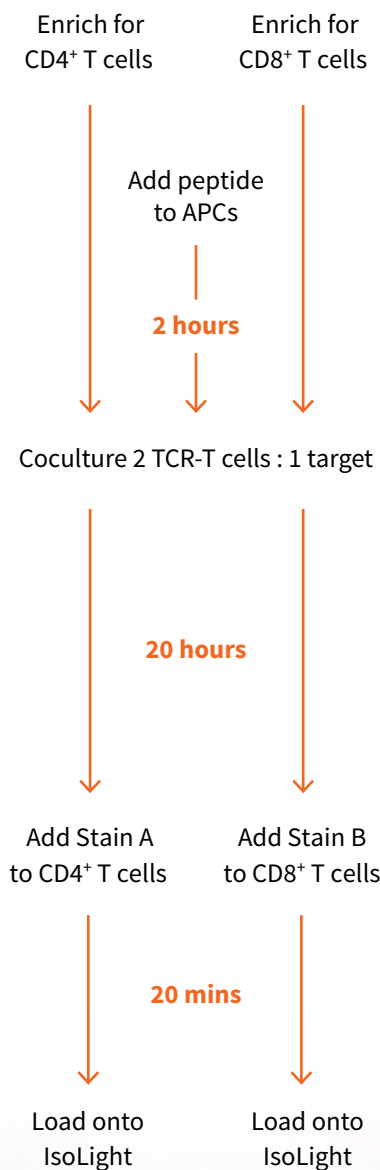 Enrich for
CD4⁺ T cells
Enrich for
CD8⁺ T cells
Add peptide
to APCs
2 hours
Coculture 2 TCR-T cells : 1 target
20 hours
Add Stain A
to CD4⁺ T cells
Add Stain B
to CD8⁺ T cells
20 mins
Load onto
IsoLight
Load onto
IsoLight